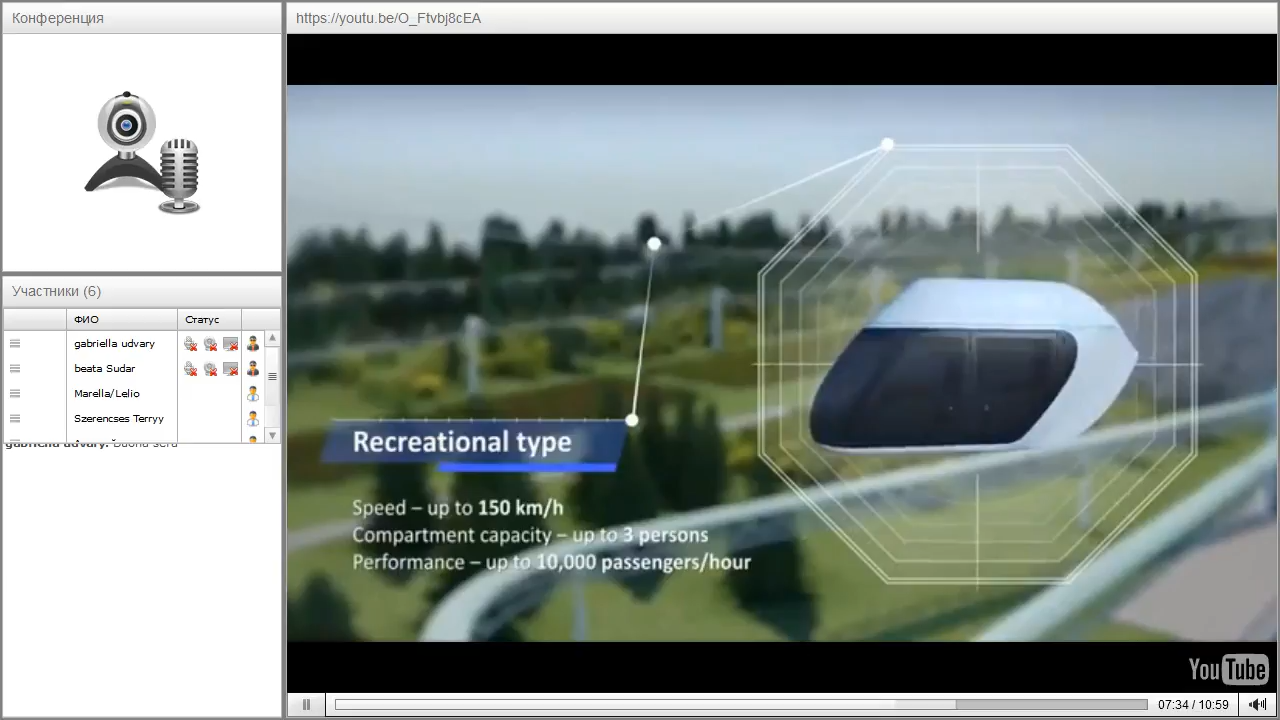 Конференция
https://youtu.be/O_Ftvbj8cEA
Участники (6)
ФИО Статус
gabriella udvary
beata Sudar
Marella/Lelio
Szerencses Terryy
gabriella udvary: Buona sera
Recreational type
Speed – up to 150 km/h
Compartment capacity – up to 3 persons
Performance – up to 10,000 passengers/hour
YouTube
07:34 / 10:59